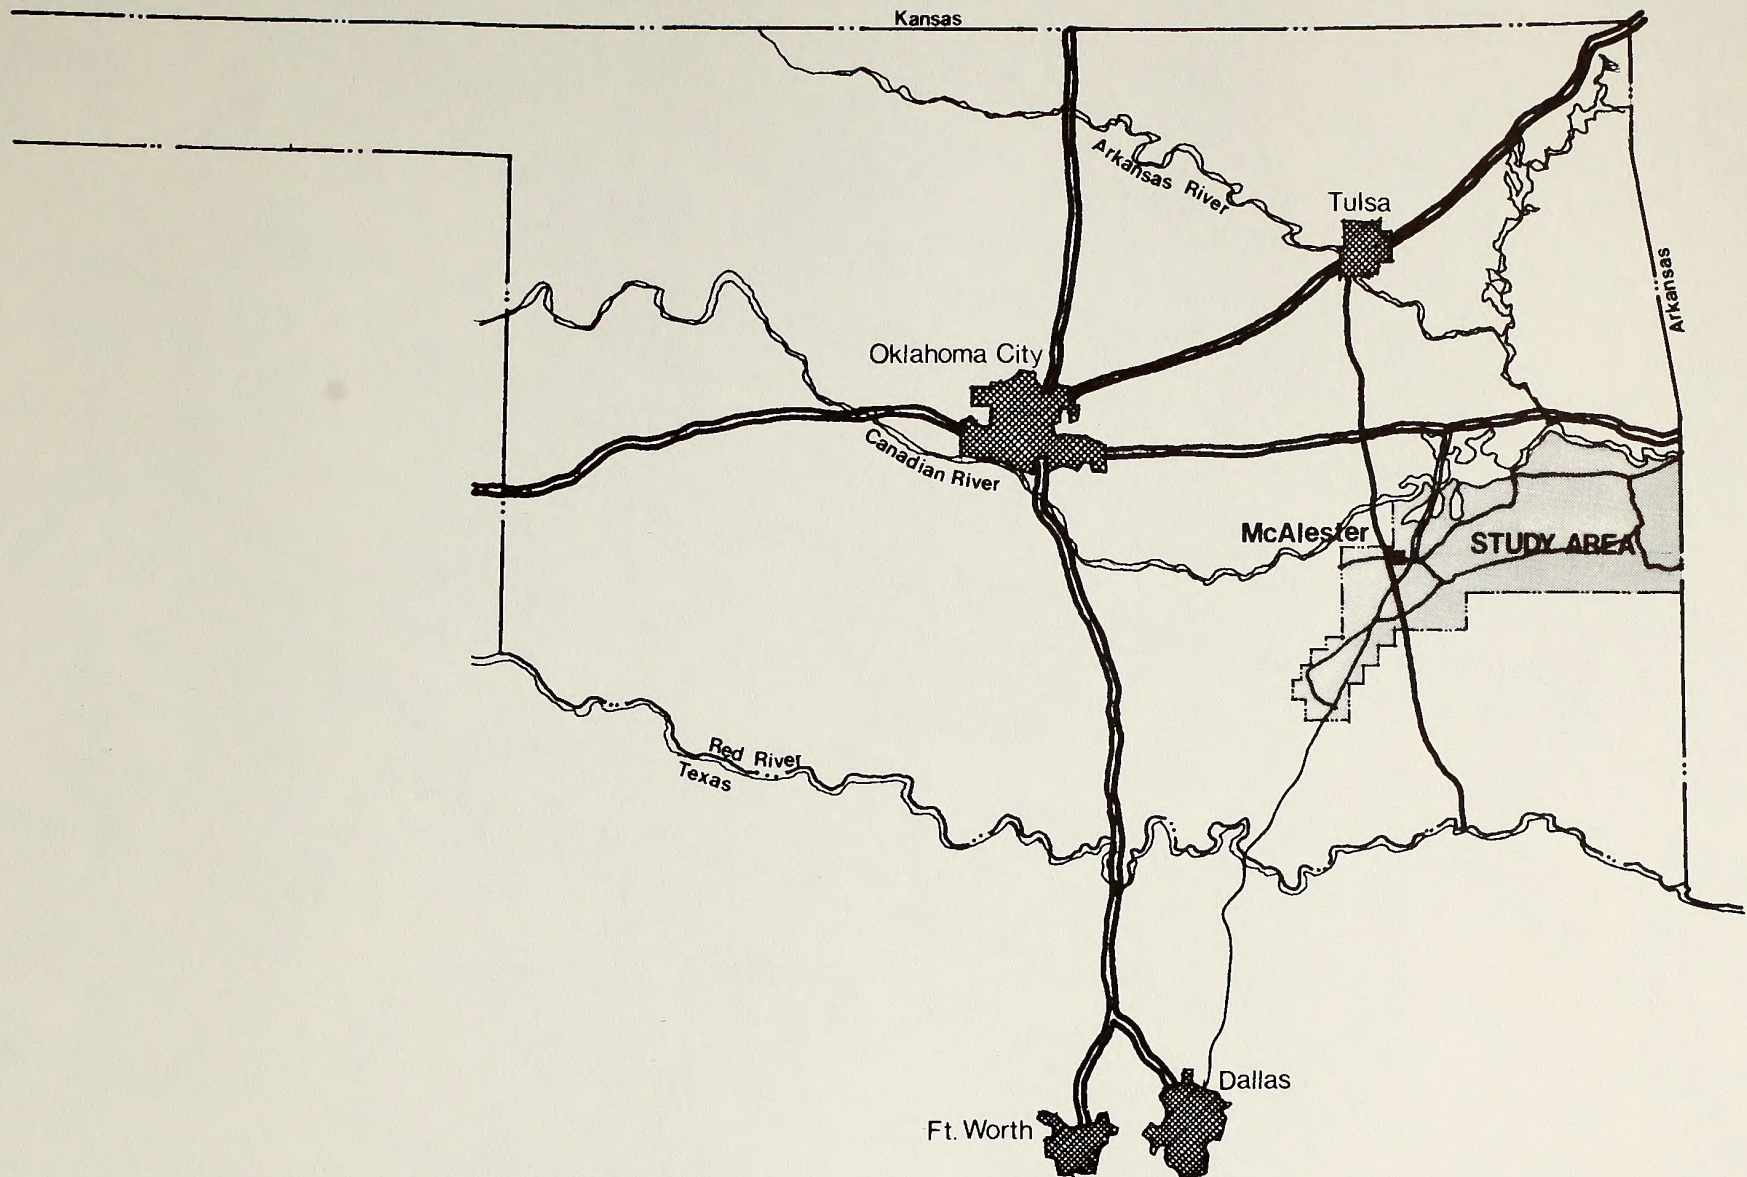 Kansas
Arkansas River
Tulsa
Arkansas
Oklahoma City
Canadian River
McAlester
STUDY AREA
Red River
Texas
Dallas
Ft. Worth